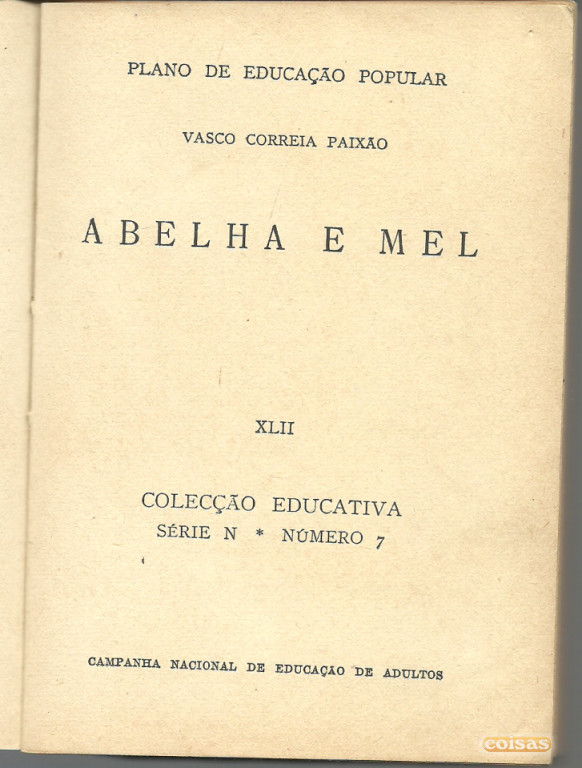 PLANO DE EDUCAÇÃO POPULAR
VASCO CORREIA PAIXÃO
ABELHA E MEL
XLII
COLECÇÃO EDUCATIVA
SÉRIE N * NÚMERO 7
CAMPANHA NACIONAL DE EDUCAÇÃO DE ADULTOS
coisas